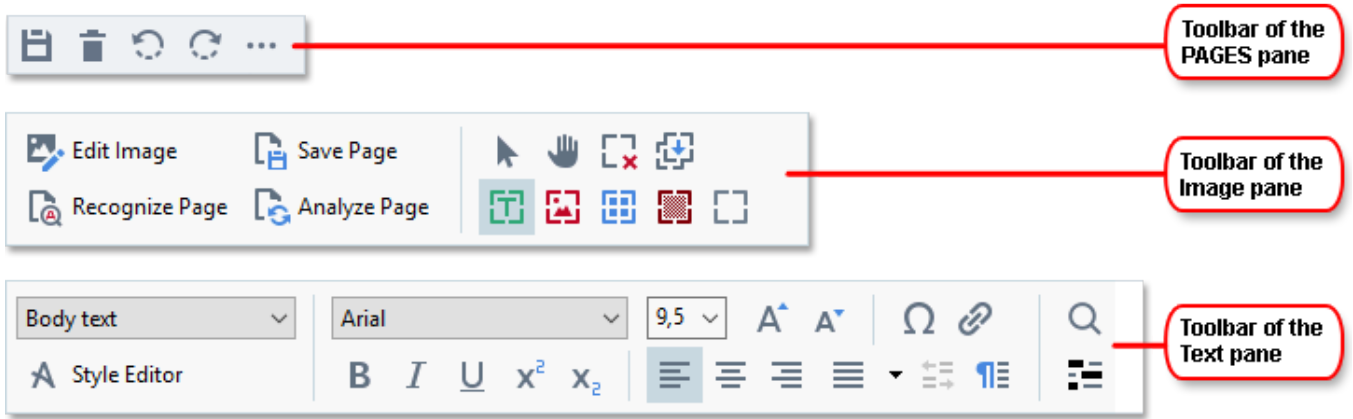 Toolbar of the
PAGES pane
Edit Image
Save Page
Recognize Page
Analyze Page
Toolbar of the
Image pane
Body text
Arial
9,5
Style Editor
Toolbar of the
Text pane